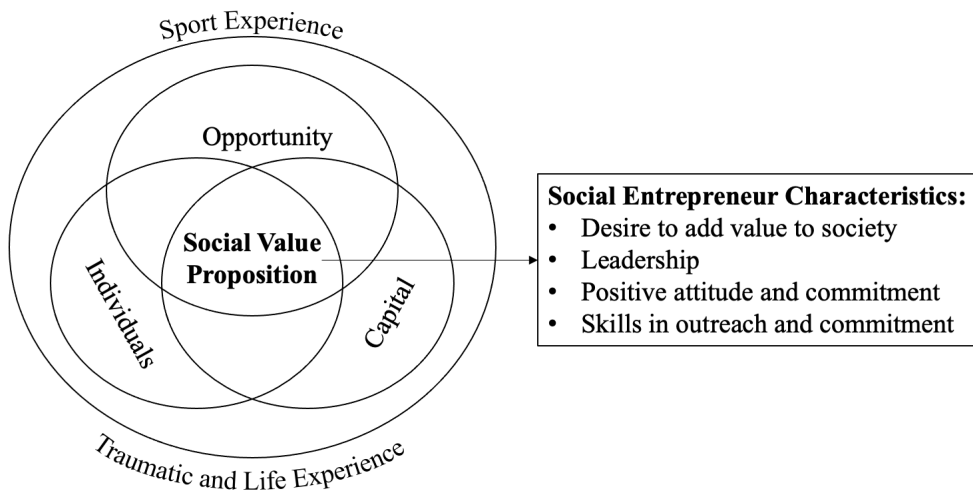 Sport Experience
Opportunity
Social Value
Proposition
Individuals
Capital
Traumatic and Life Experience
Social Entrepreneur Characteristics:
• Desire to add value to society
• Leadership
• Positive attitude and commitment
• Skills in outreach and commitment